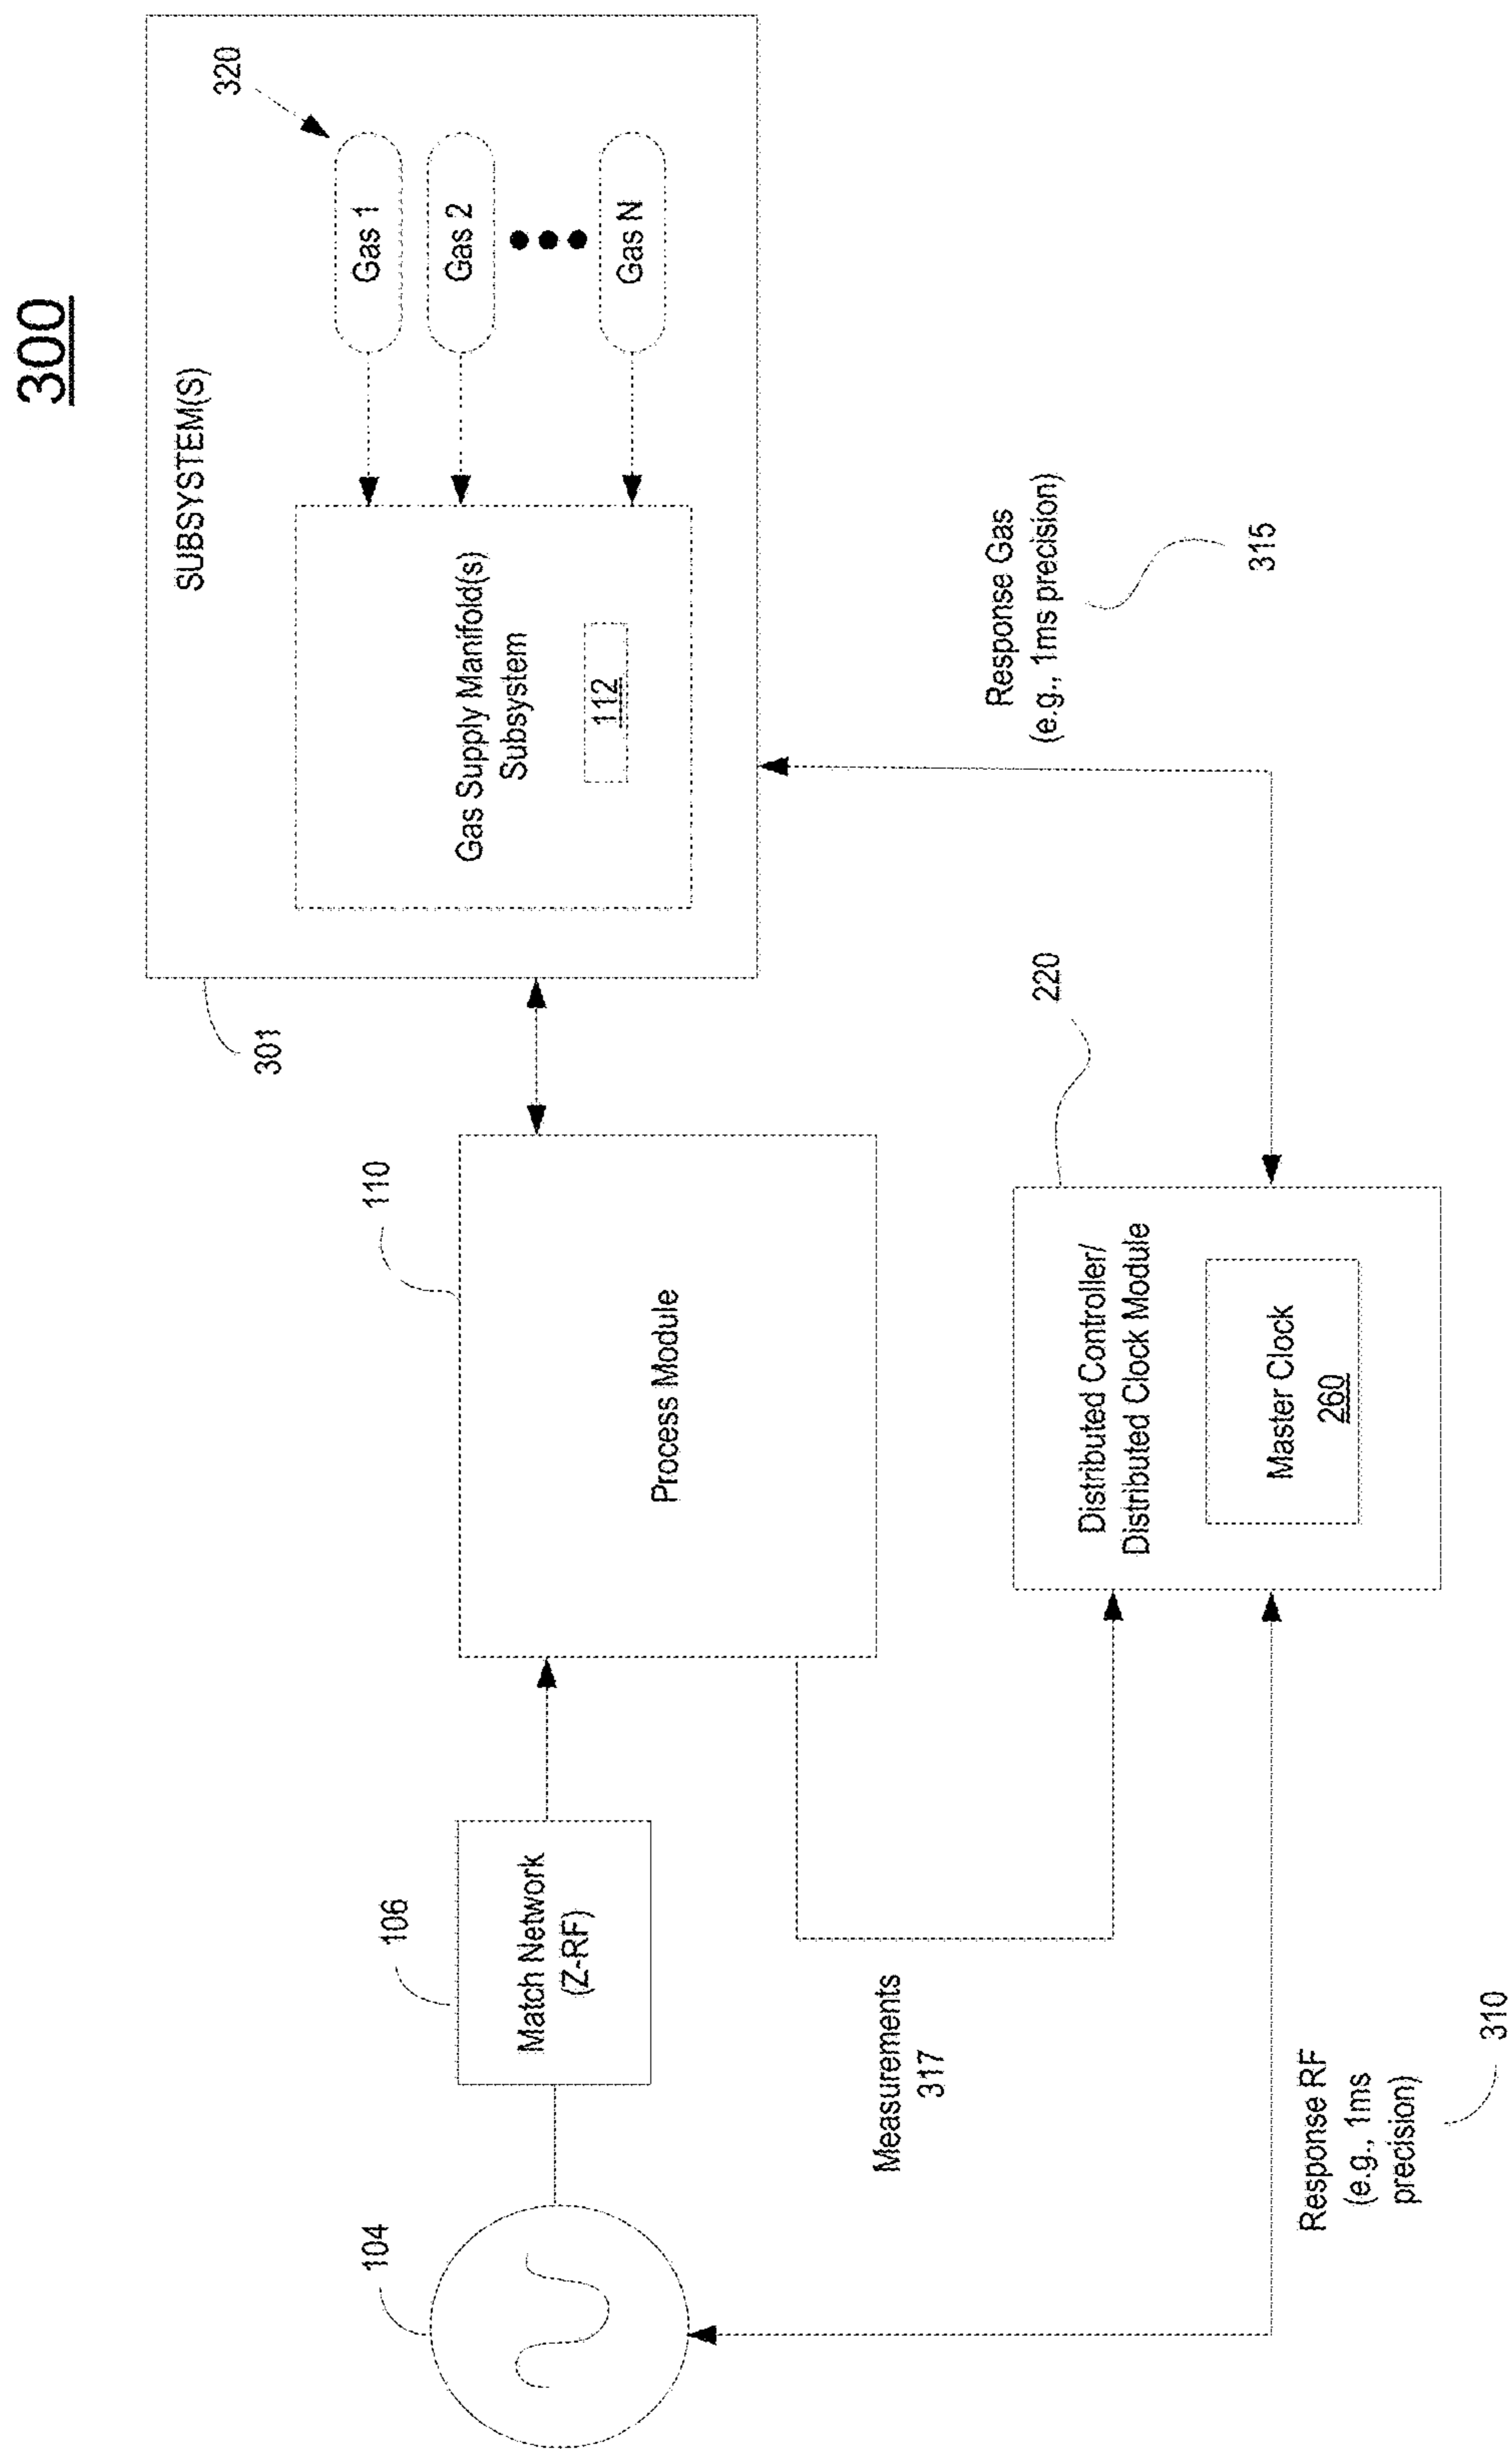 300
320
SUBSYSTEM(S)
Gas 1
Gas 2
Gas N
Gas Supply Manifold(s)
Subsystem
112
301
Response Gas
(e.g., 1ms precision)
315
110
Process Module
220
Distributed Controller/
Distributed Clock Module
Master Clock
260
106
Match Network
(Z-RF)
104
Measurements
317
Response RF
(e.g., 1ms
precision)
310